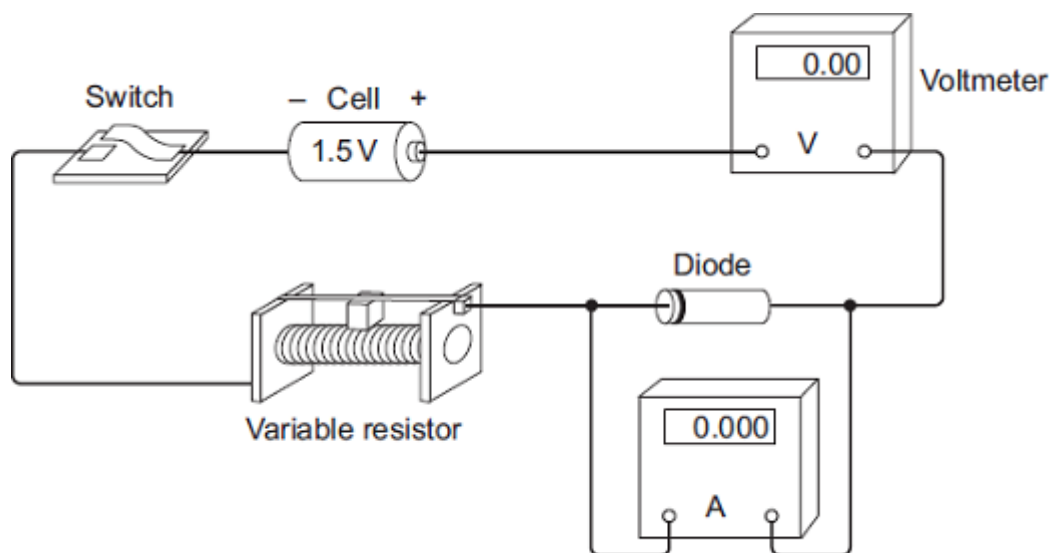 0.00
Voltmeter
Switch
– Cell +
1.5 V
V
Diode
Variable resistor
0.000
A